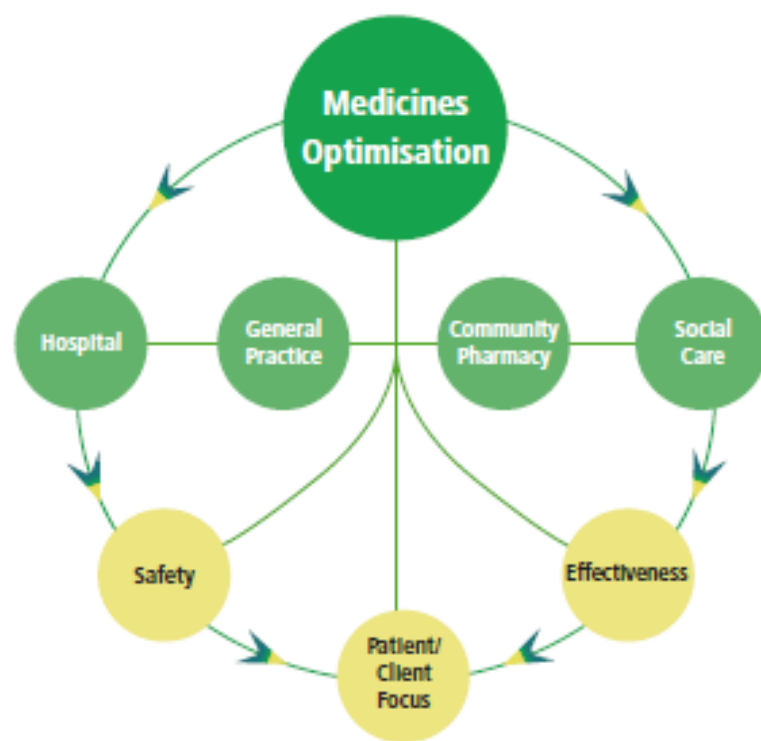 Medicines
Optimisation
Hospital
General
Practice
Community
Pharmacy
Social
Care
Safety
Effectiveness
Patient/
Client
Focus